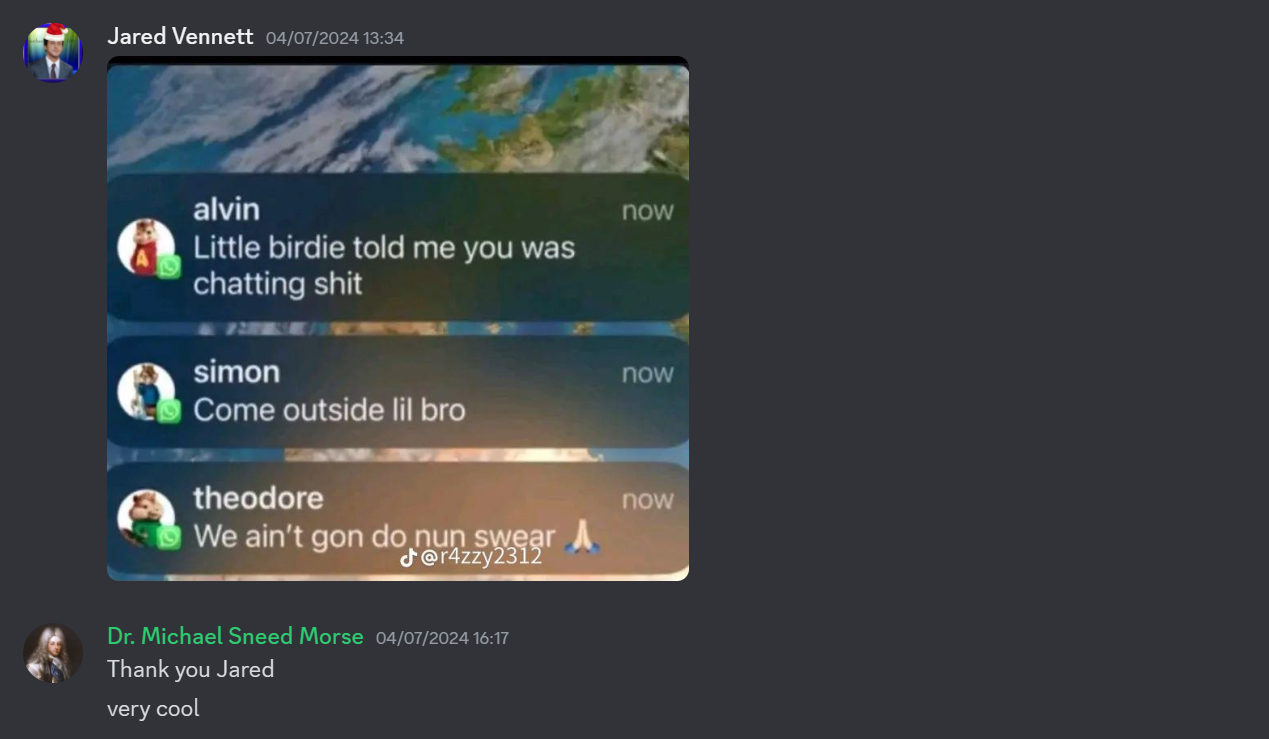 Jared Vennett 04/07/2024 13:34
alvin now
Little birdie told me you was
chatting shit
simon now
Come outside lil bro
theodore now
We ain't gon do nun swear 🙏🏻
@r4zzy2312
Dr. Michael Sneed Morse 04/07/2024 16:17
Thank you Jared
very cool